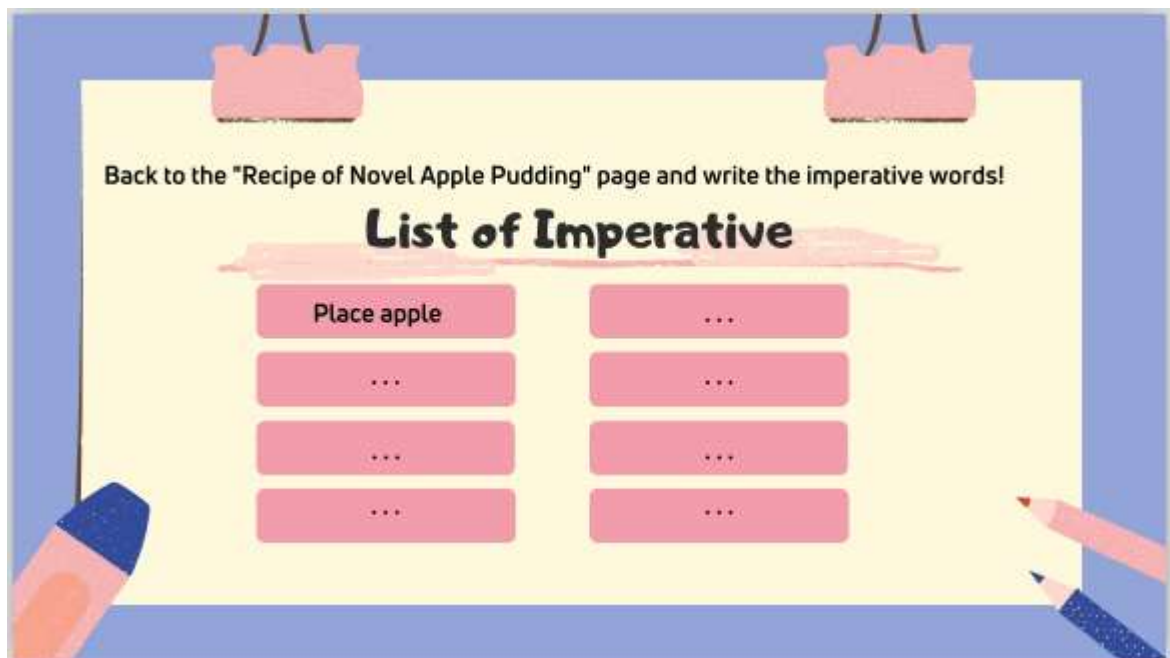 Back to the "Recipe of Novel Apple Pudding" page and write the imperative words!
List of Imperative
Place apple
...
...
...
...
...
...
...